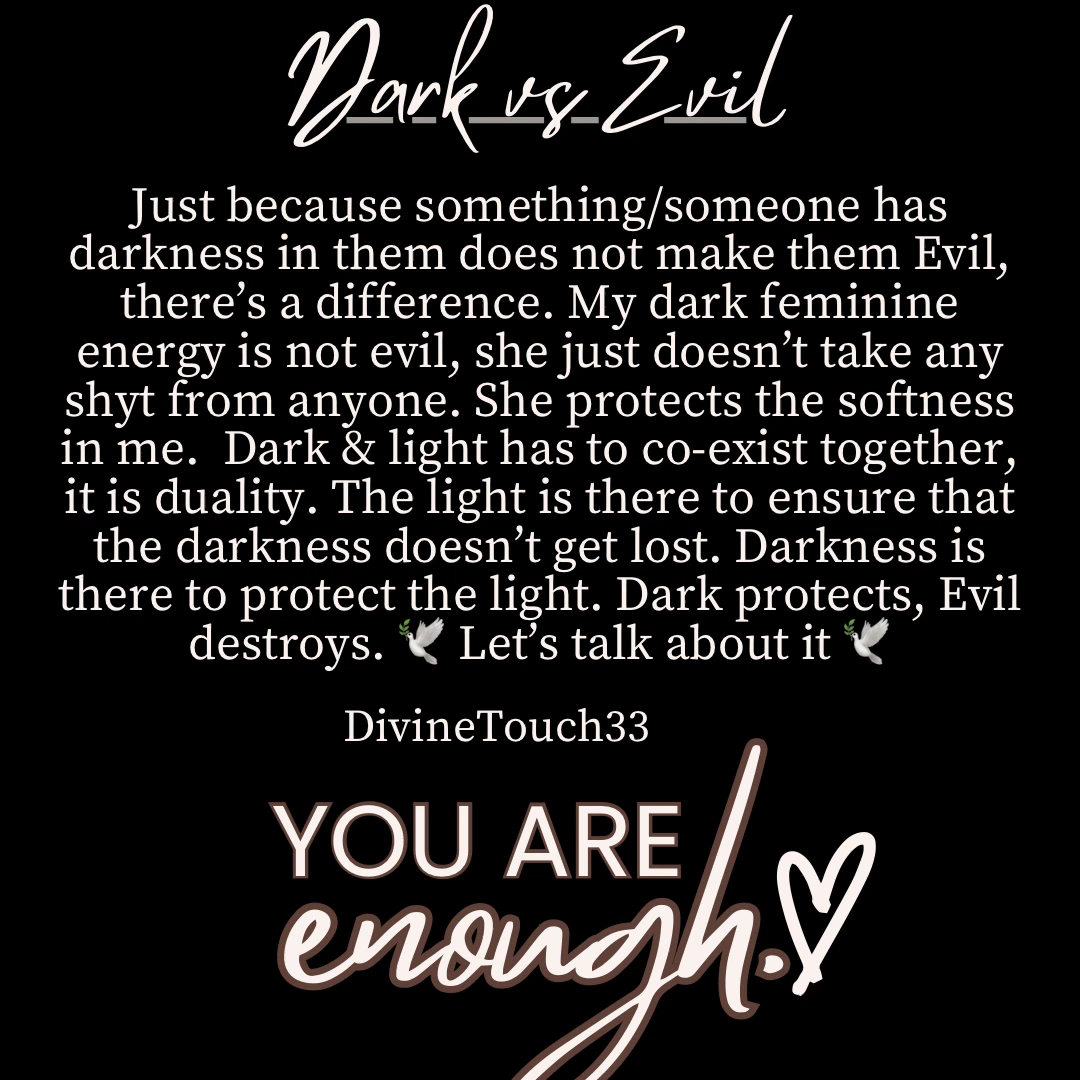 Dark vs Evil
Just because something/someone has
darkness in them does not make them Evil,
there’s a difference. My dark feminine
energy is not evil, she just doesn’t take any
shyt from anyone. She protects the softness
in me.  Dark & light has to co-exist together,
it is duality. The light is there to ensure that
the darkness doesn’t get lost. Darkness is
there to protect the light. Dark protects, Evil
destroys. 🕊️ Let’s talk about it 🕊️
DivineTouch33
YOU ARE
enough.